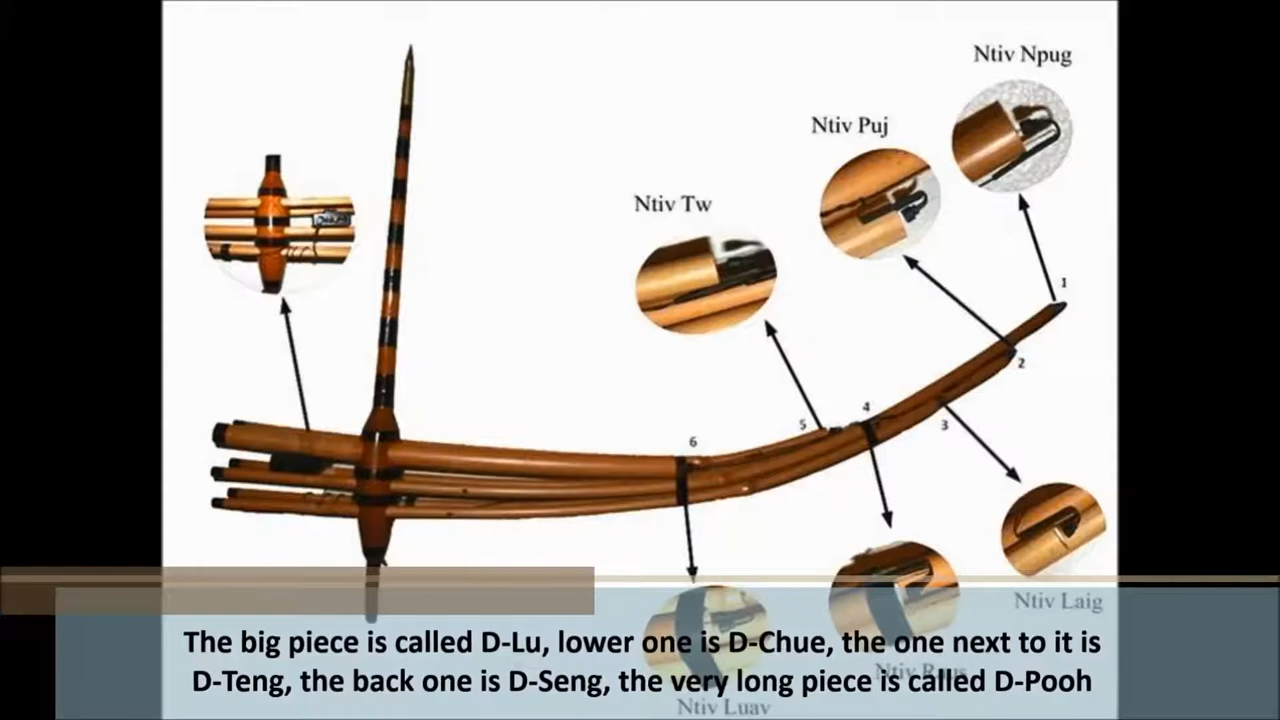 Ntiv Npug
Ntiv Puj
Ntiv Tw
1
2
3
4
5
6
Ntiv Laig
The big piece is called D-Lu, lower one is D-Chue, the one next to it is
D-Teng, the back one is D-Seng, the very long piece is called D-Pooh
Ntiv Luav